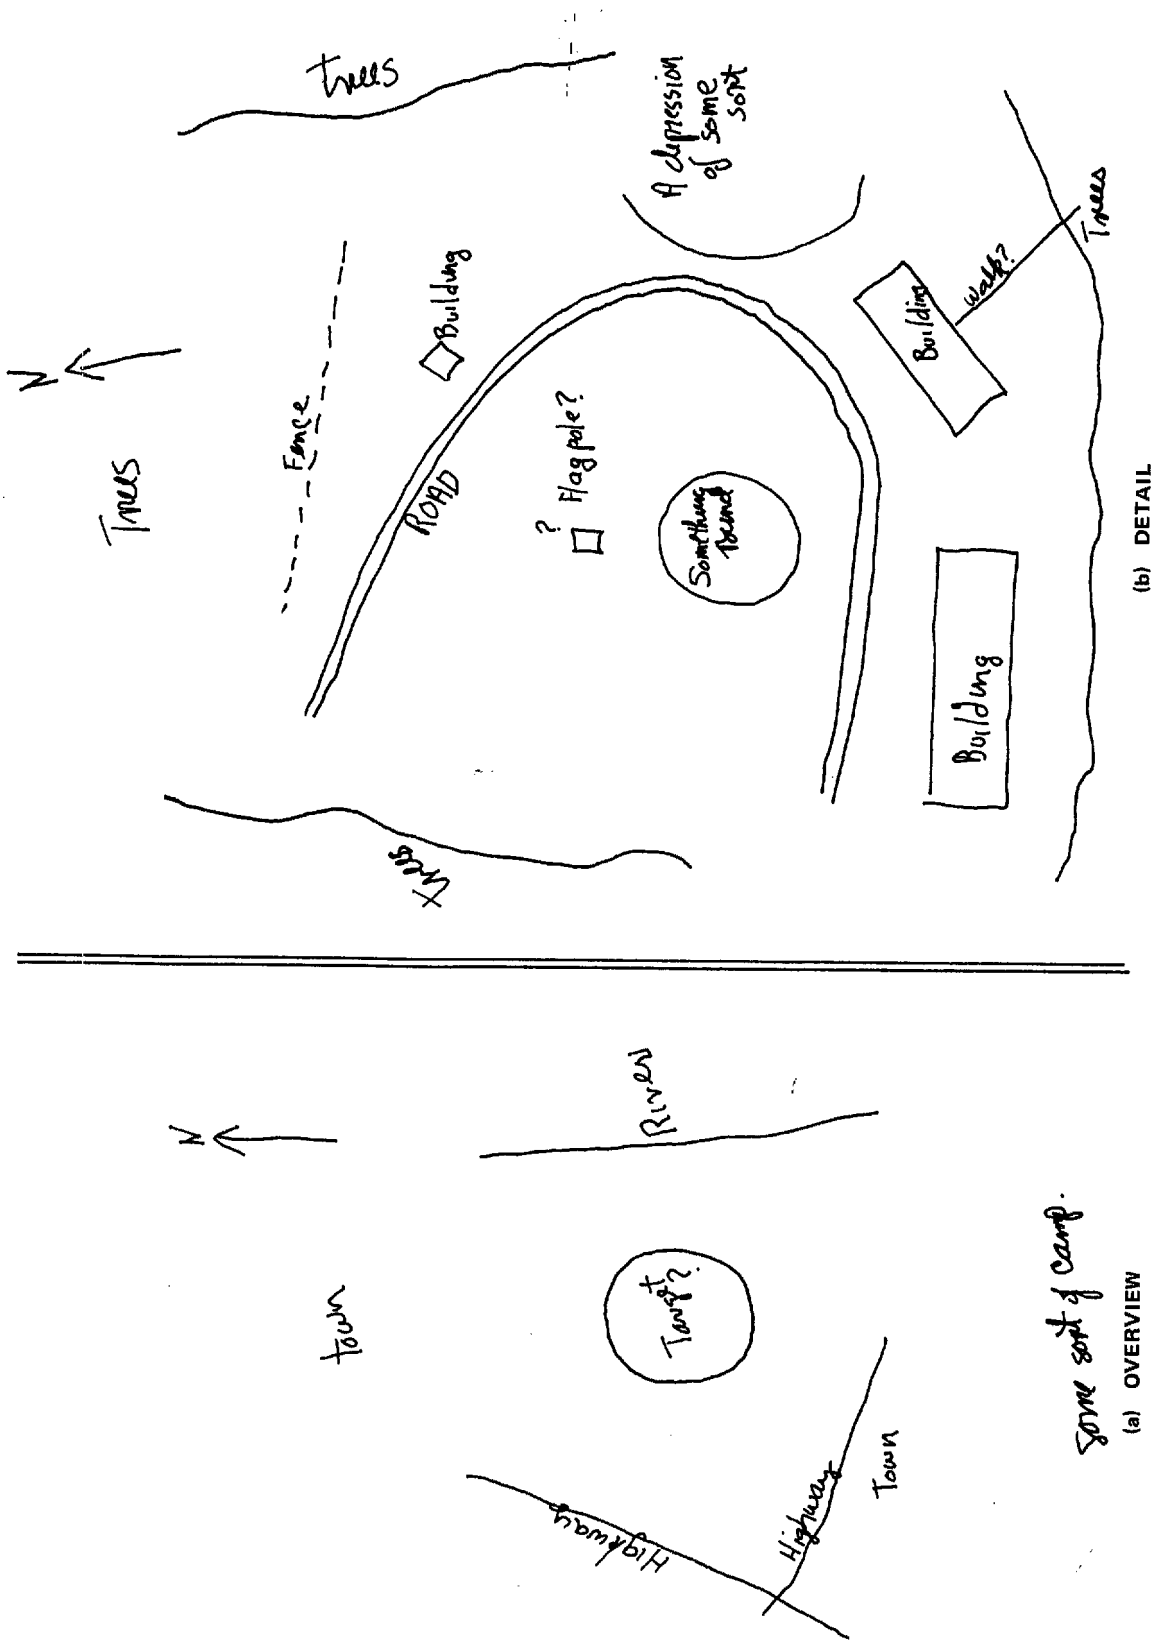 N
town
Target?
River
Highway
Highway
Town
some sort of camp.
(a) OVERVIEW
N
Trees
trees
Trees
Fence
Building
ROAD
?
Flagpole?
Something
A depression
of some
sort
Building
Building
Walk?
Trees
(b) DETAIL